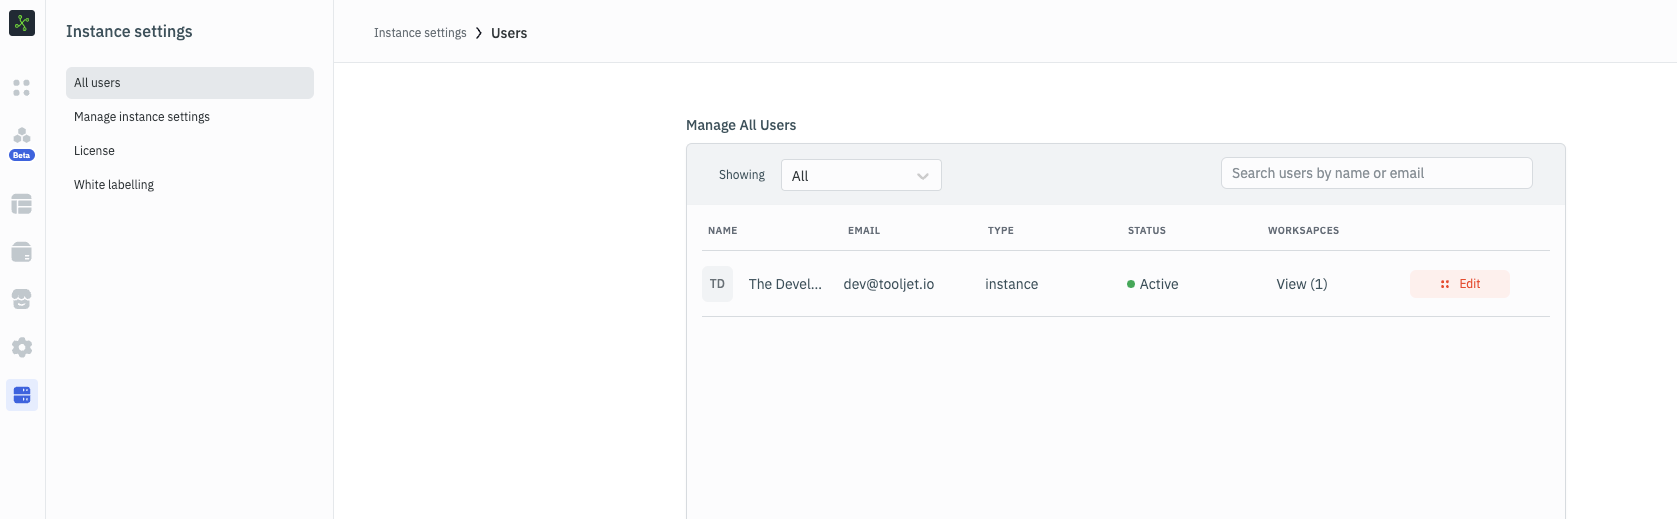 Instance settings
All users
Manage instance settings
License
White labelling
Beta
Instance settings ❯ Users
Manage All Users
Showing All Search users by name or email
NAME EMAIL TYPE STATUS WORKSAPCES
TD The Devel... dev@tooljet.io instance Active View (1) Edit